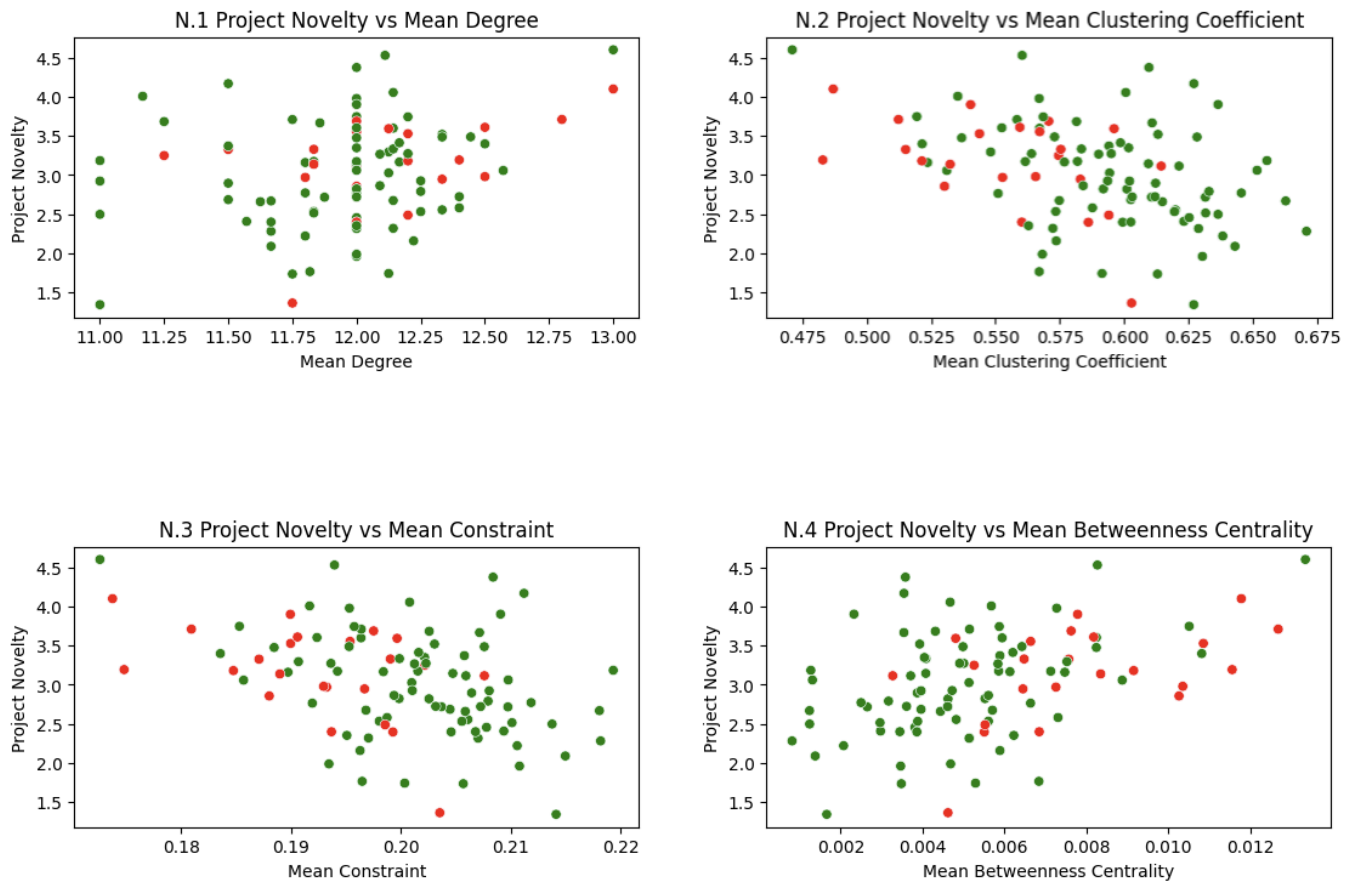 N.1 Project Novelty vs Mean Degree
4.5
4.0
3.5
3.0
2.5
2.0
1.5
Project Novelty
11.00 11.25 11.50 11.75 12.00 12.25 12.50 12.75 13.00
Mean Degree
N.2 Project Novelty vs Mean Clustering Coefficient
4.5
4.0
3.5
3.0
2.5
2.0
1.5
Project Novelty
0.475 0.500 0.525 0.550 0.575 0.600 0.625 0.650 0.675
Mean Clustering Coefficient
N.3 Project Novelty vs Mean Constraint
4.5
4.0
3.5
3.0
2.5
2.0
1.5
Project Novelty
0.18 0.19 0.20 0.21 0.22
Mean Constraint
N.4 Project Novelty vs Mean Betweenness Centrality
4.5
4.0
3.5
3.0
2.5
2.0
1.5
Project Novelty
0.002 0.004 0.006 0.008 0.010 0.012
Mean Betweenness Centrality